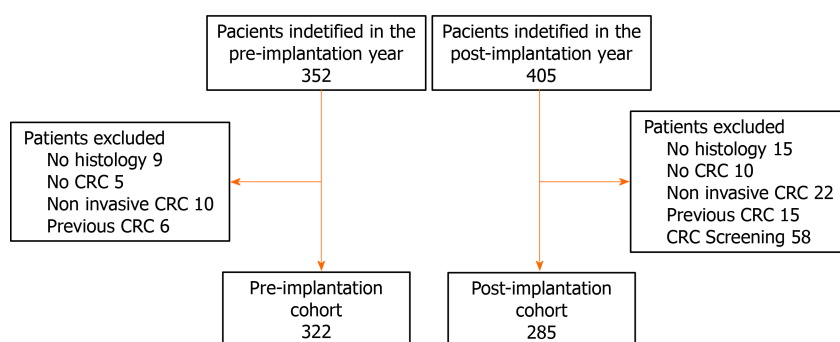 Pacients indetified in the
pre-implantation year
352
Pacients indetified in the
post-implantation year
405
Patients excluded
No histology 9
No CRC 5
Non invasive CRC 10
Previous CRC 6
Patients excluded
No histology 15
No CRC 10
Non invasive CRC 22
Previous CRC 15
CRC Screening 58
Pre-implantation
cohort
322
Post-implantation
cohort
285